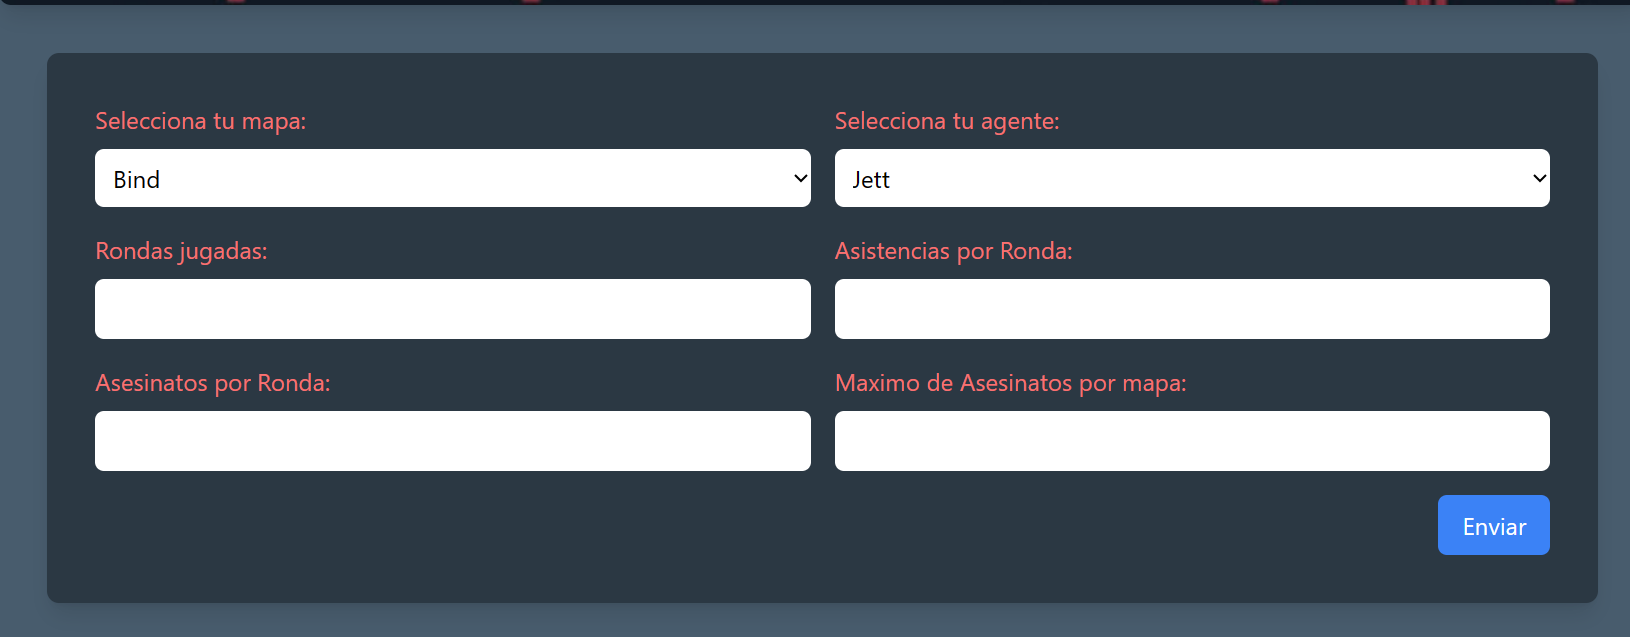 Selecciona tu mapa:
Selecciona tu agente:
Bind
Jett
Rondas jugadas:
Asistencias por Ronda:
Asesinatos por Ronda:
Maximo de Asesinatos por mapa:
Enviar